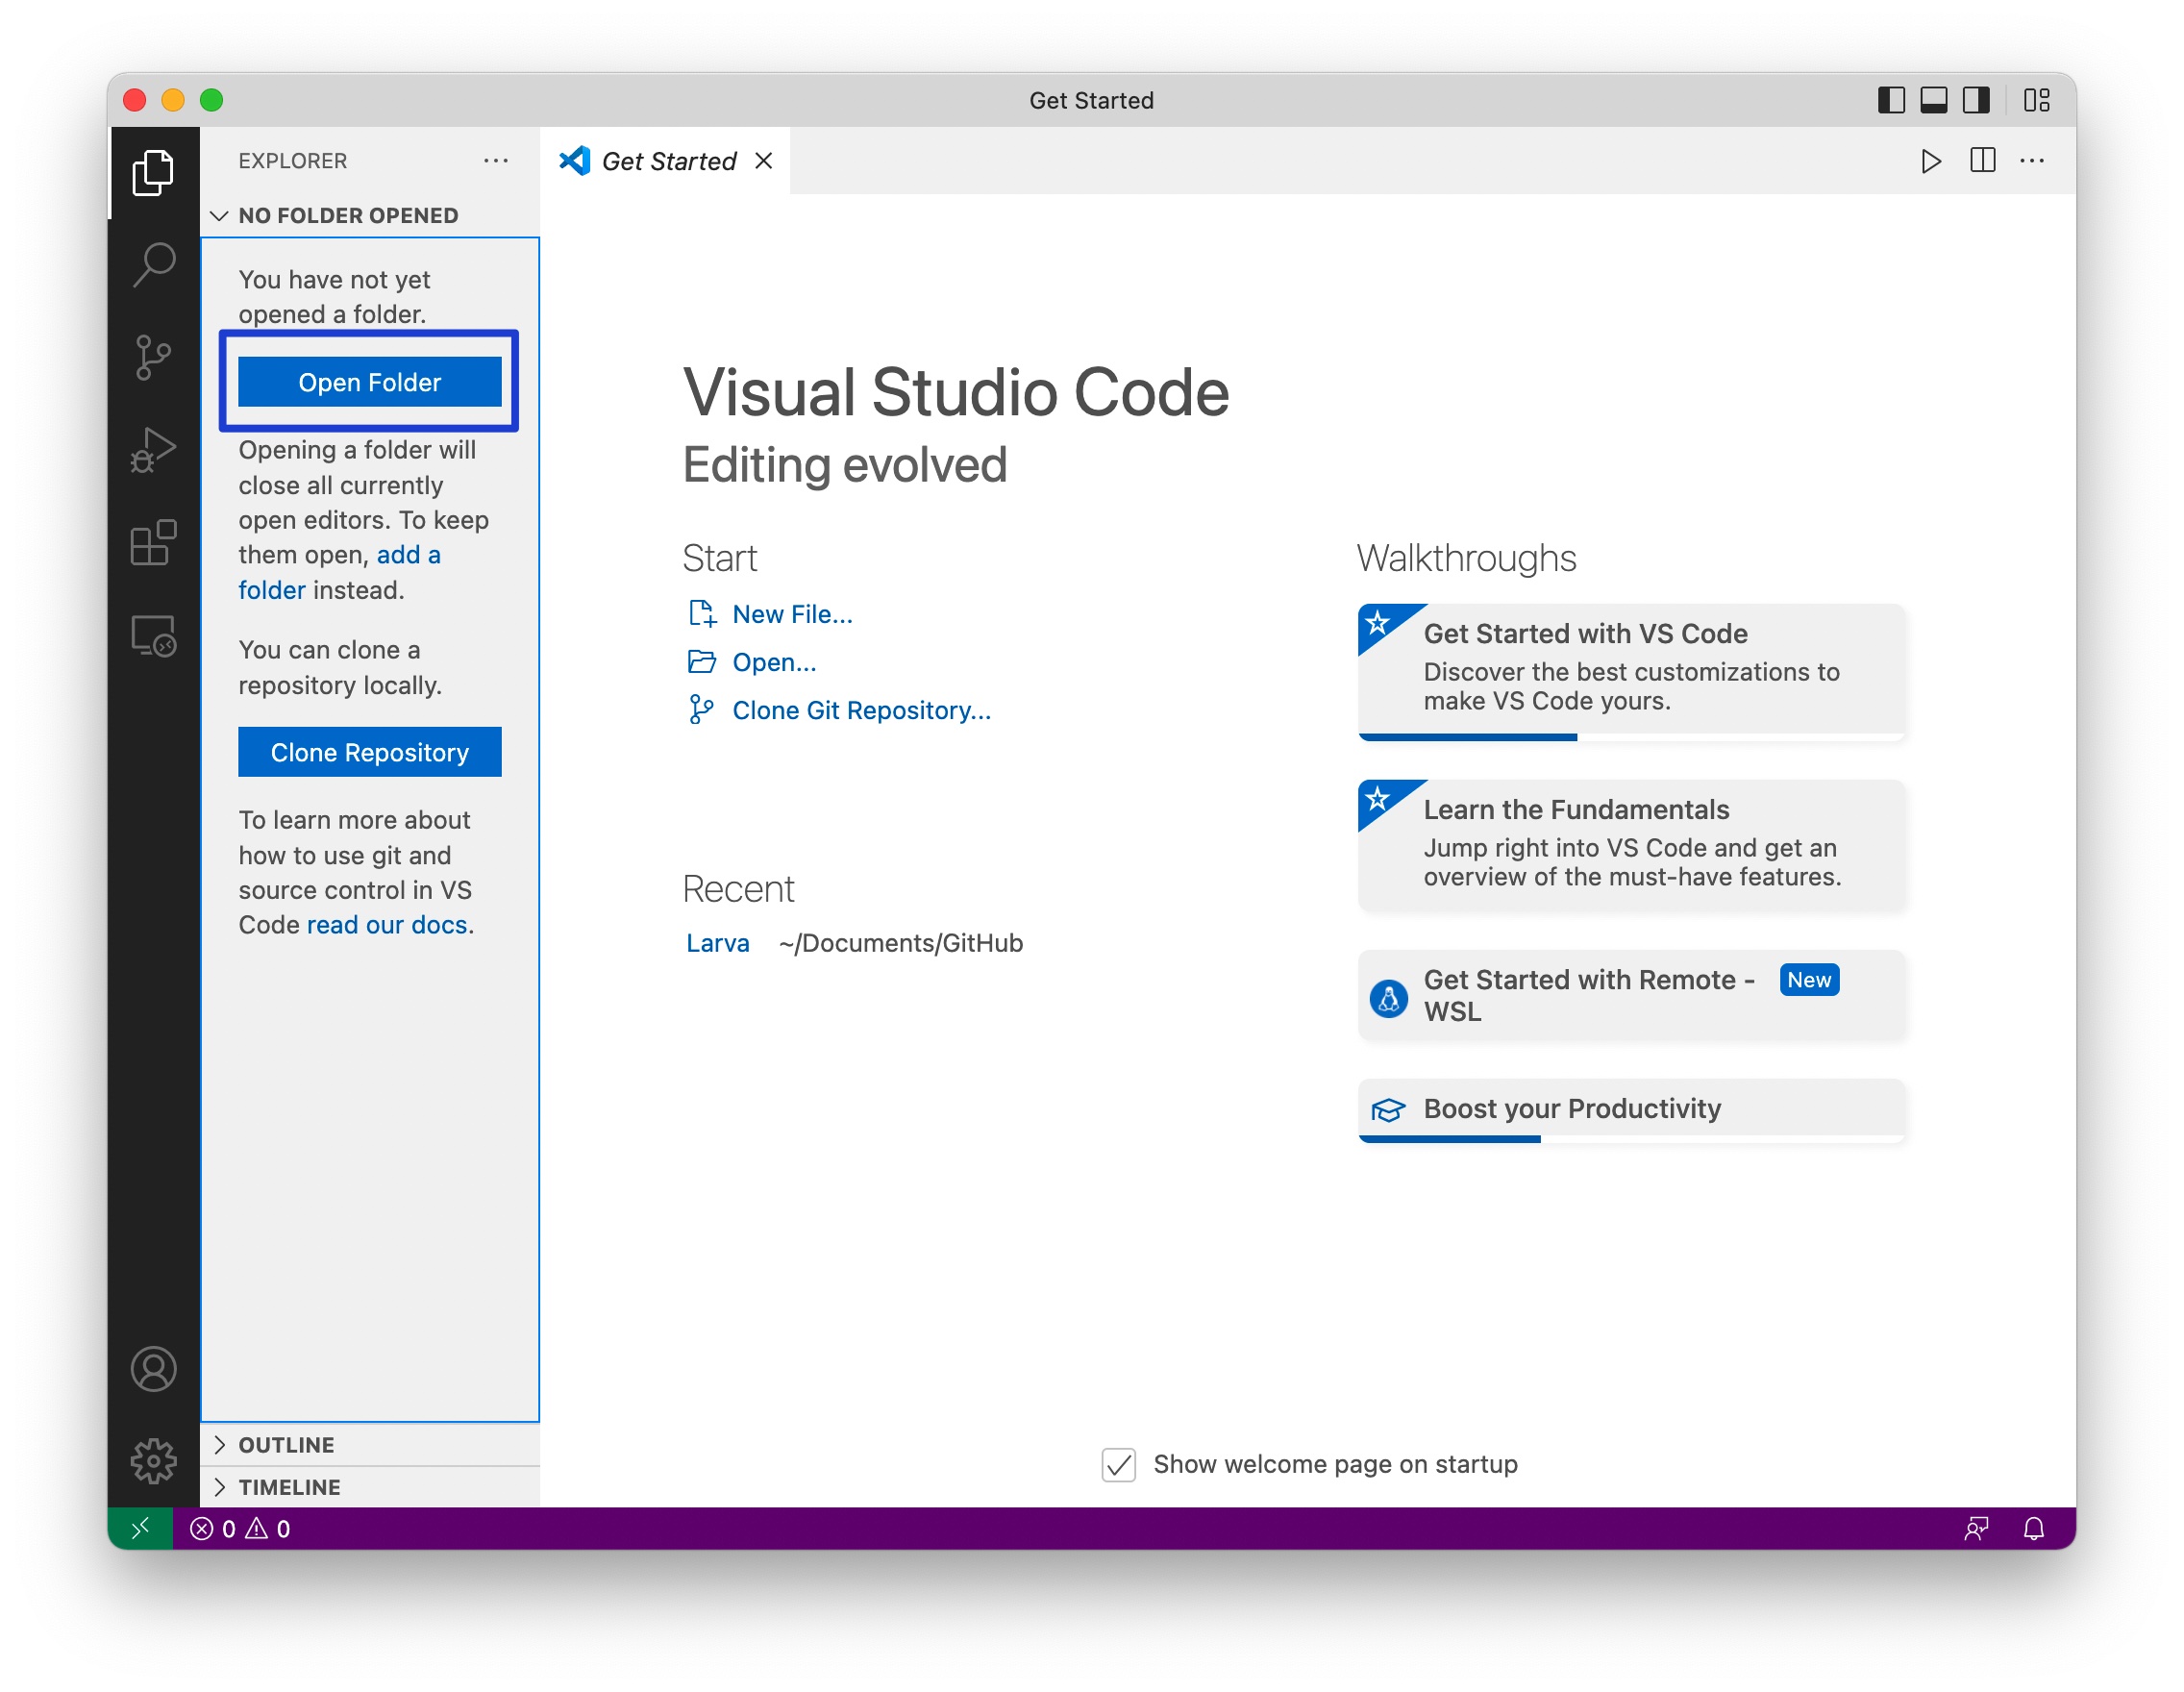 Get Started
EXPLORER
Get Started
NO FOLDER OPENED
You have not yet
opened a folder.
Open Folder
Opening a folder will
close all currently
open editors. To keep
them open, add a
folder instead.
You can clone a
repository locally.
Clone Repository
To learn more about
how to use git and
source control in VS
Code read our docs.
OUTLINE
TIMELINE
Visual Studio Code
Editing evolved
Start
New File...
Open...
Clone Git Repository...
Recent
Larva ~/Documents/GitHub
Walkthroughs
Get Started with VS Code
Discover the best customizations to
make VS Code yours.
Learn the Fundamentals
Jump right into VS Code and get an
overview of the must-have features.
Get Started with Remote - New
WSL
Boost your Productivity
Show welcome page on startup
0 0